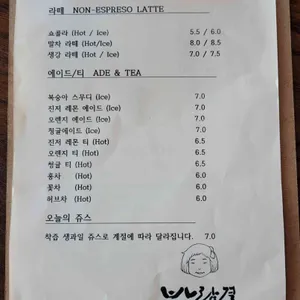 라떼 NON-ESPRESO LATTE
쇼콜라 (Hot / Ice) 5.5 / 6.0
말차 라떼 (Hot/Ice) 8.0 / 8.5
생강 라떼 (Hot / Ice) 7.0 / 7.5
에이드/티 ADE & TEA
복숭아 스무디 (Ice) 7.0
진저 레몬 에이드 (Ice) 7.0
오렌지 에이드 (Ice) 7.0
정글에이드 (Ice) 7.0
진저 레몬 티 (Hot) 6.5
오렌지 티 (Hot) 6.5
정글 티 (Hot) 6.5
홍차 (Hot) 6.0
꽃차 (Hot) 6.0
허브차 (Hot) 6.0
오늘의 쥬스
착즙 생과일 쥬스로 계절에 따라 달라집니다. 7.0